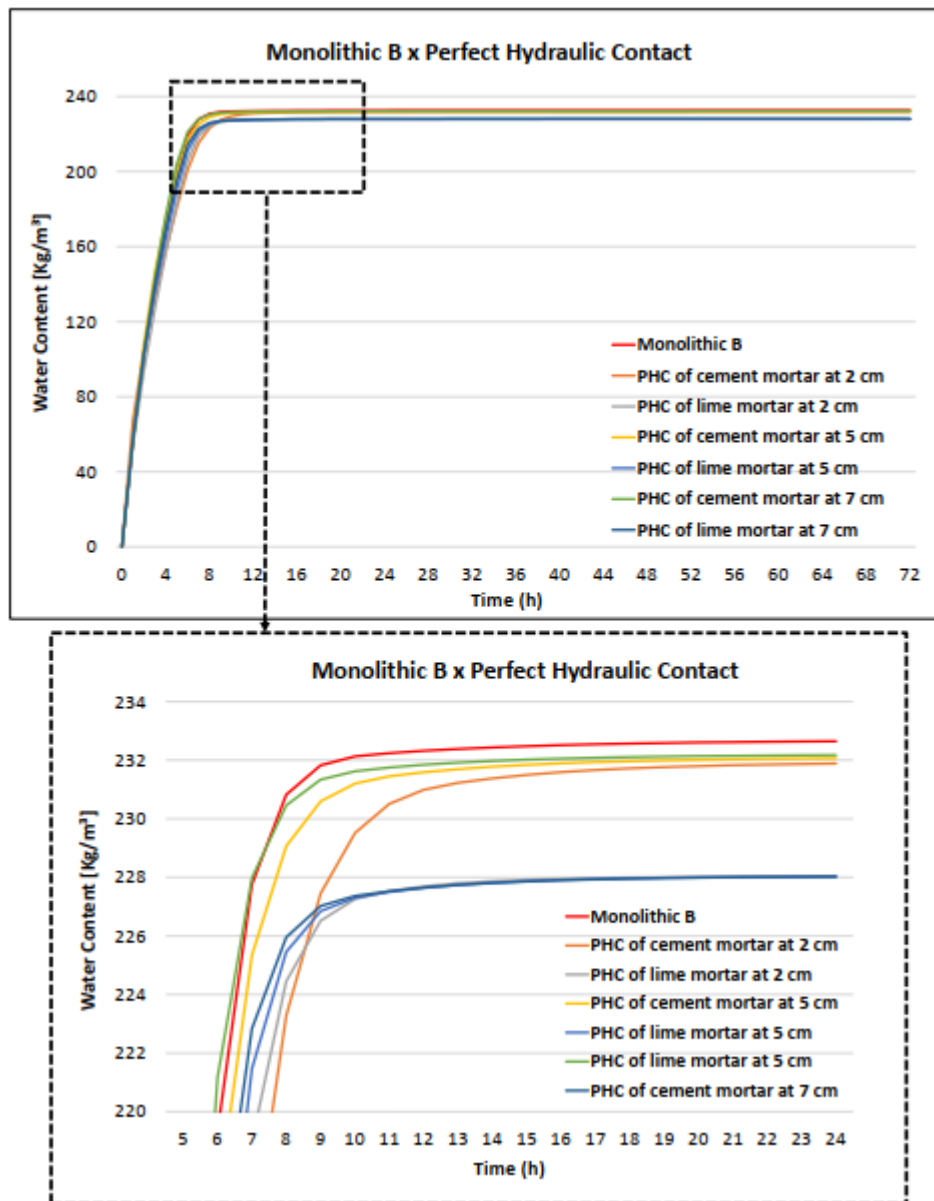 Monolithic B x Perfect Hydraulic Contact
Water Content [Kg/m³]
240
200
160
120
80
40
0
Monolithic B
PHC of cement mortar at 2 cm
PHC of lime mortar at 2 cm
PHC of cement mortar at 5 cm
PHC of lime mortar at 5 cm
PHC of cement mortar at 7 cm
PHC of lime mortar at 7 cm
0 4 8 12 16 20 24 28 32 36 40 44 48 52 56 60 64 68 72
Time (h)
Monolithic B x Perfect Hydraulic Contact
Water Content [Kg/m³]
234
232
230
228
226
224
222
220
Monolithic B
PHC of cement mortar at 2 cm
PHC of lime mortar at 2 cm
PHC of cement mortar at 5 cm
PHC of lime mortar at 5 cm
PHC of lime mortar at 5 cm
PHC of cement mortar at 7 cm
5 6 7 8 9 10 11 12 13 14 15 16 17 18 19 20 21 22 23 24
Time (h)